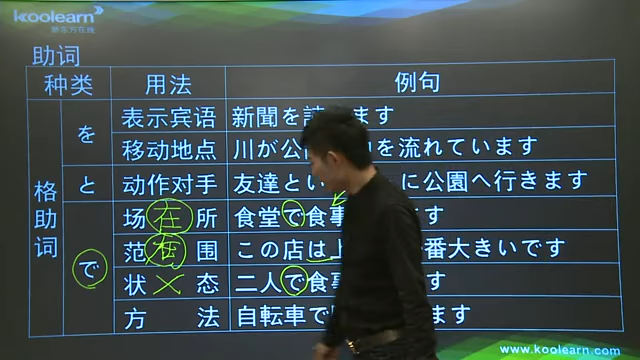 koolearn
新东方在线
助词
种类 用法 例句
格助词
を 表示宾语 新聞を ます
移动地点 川が公 を流れています
と 动作对手 友達とい に公園へ行きます
で 场 在 所 食堂で食事 す
范 围 この店は上 番大きいです
状 态 二人で食事 す
方 法 自転車で ます
www.koolearn.com